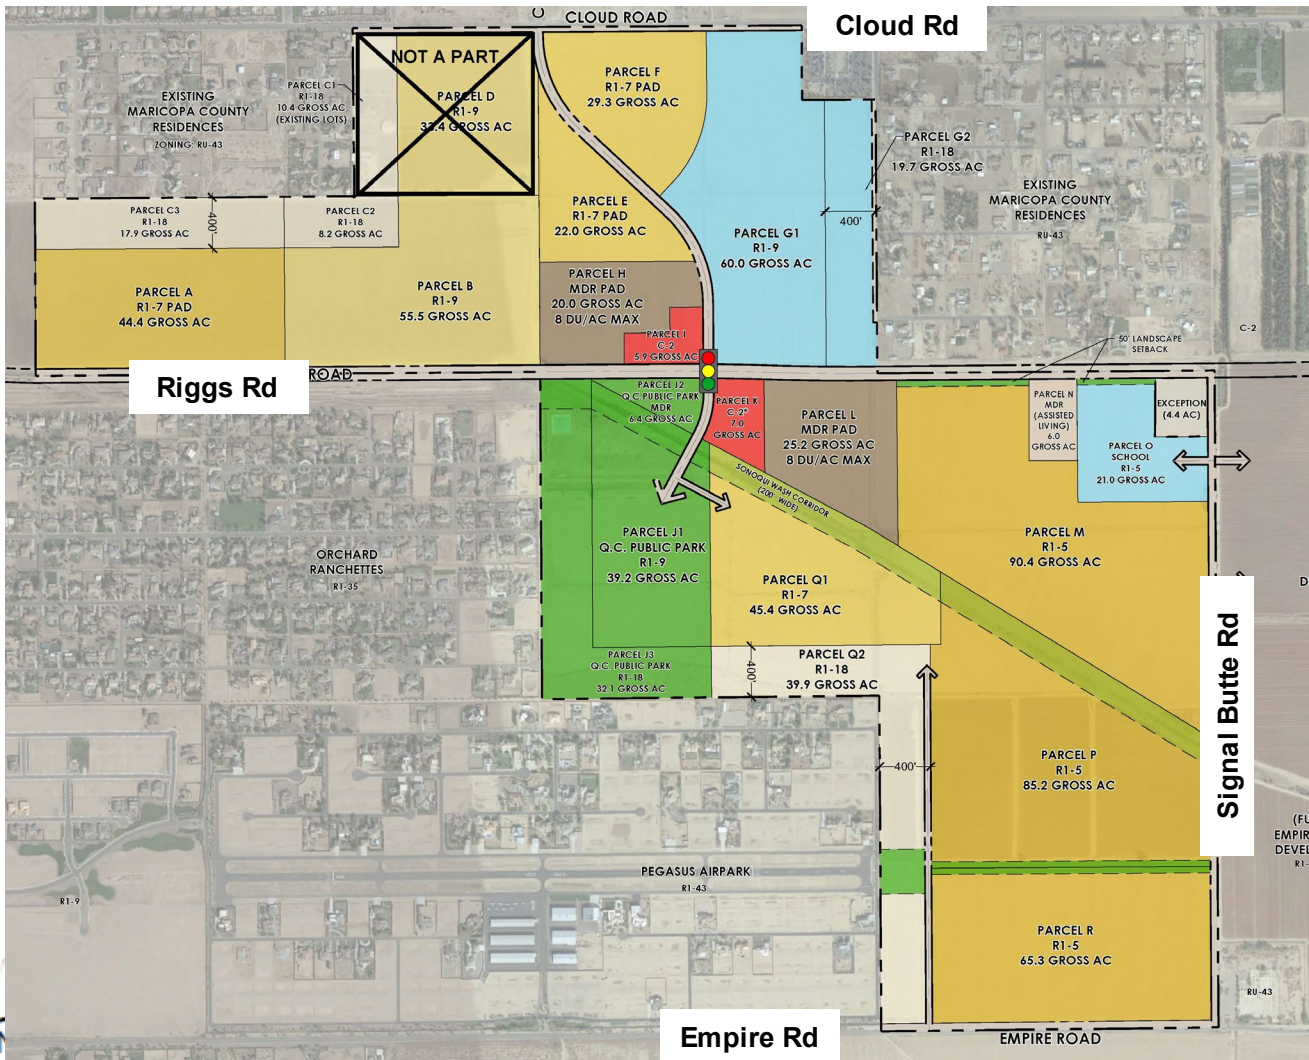 CLOUD ROAD
Cloud Rd
NOT A PART
PARCEL C1
R1-18
10.4 GROSS AC
(EXISTING LOTS)
PARCEL D
R1-9
33.4 GROSS AC
PARCEL F
R1-7 PAD
29.3 GROSS AC
EXISTING
MARICOPA COUNTY
RESIDENCES
ZONING: RU-43
PARCEL G2
R1-18
19.7 GROSS AC
EXISTING
MARICOPA COUNTY
RESIDENCES
RU-43
PARCEL C3
R1-18
17.9 GROSS AC
400'
PARCEL C2
R1-18
8.2 GROSS AC
PARCEL E
R1-7 PAD
22.0 GROSS AC
PARCEL G1
R1-9
60.0 GROSS AC
400'
PARCEL A
R1-7 PAD
44.4 GROSS AC
PARCEL B
R1-9
55.5 GROSS AC
PARCEL H
MDR PAD
20.0 GROSS AC
8 DU/AC MAX
PARCEL I
C-2
5.9 GROSS AC
C-2
50' LANDSCAPE
SETBACK
Riggs Rd
ROAD
PARCEL J2
Q.C. PUBLIC PARK
MDR
6.4 GROSS AC
PARCEL K
C-2*
7.0
GROSS AC
PARCEL L
MDR PAD
25.2 GROSS AC
8 DU/AC MAX
PARCEL N
MDR
(ASSISTED
LIVING)
6.0
GROSS AC
EXCEPTION
(4.4 AC)
PARCEL O
SCHOOL
R1-5
21.0 GROSS AC
SONOQUI WASH CORRIDOR
(200' WIDE)
ORCHARD
RANCHETTES
R1-35
PARCEL J1
Q.C. PUBLIC PARK
R1-9
39.2 GROSS AC
PARCEL M
R1-5
90.4 GROSS AC
PARCEL Q1
R1-7
45.4 GROSS AC
D
Signal Butte Rd
PARCEL J3
Q.C. PUBLIC PARK
R1-18
32.1 GROSS AC
400'
PARCEL Q2
R1-18
39.9 GROSS AC
400'
PARCEL P
R1-5
85.2 GROSS AC
(FU
EMPIR
DEVEL
R1-
PEGASUS AIRPARK
R1-43
R1-9
PARCEL R
R1-5
65.3 GROSS AC
RU-43
Empire Rd
EMPIRE ROAD